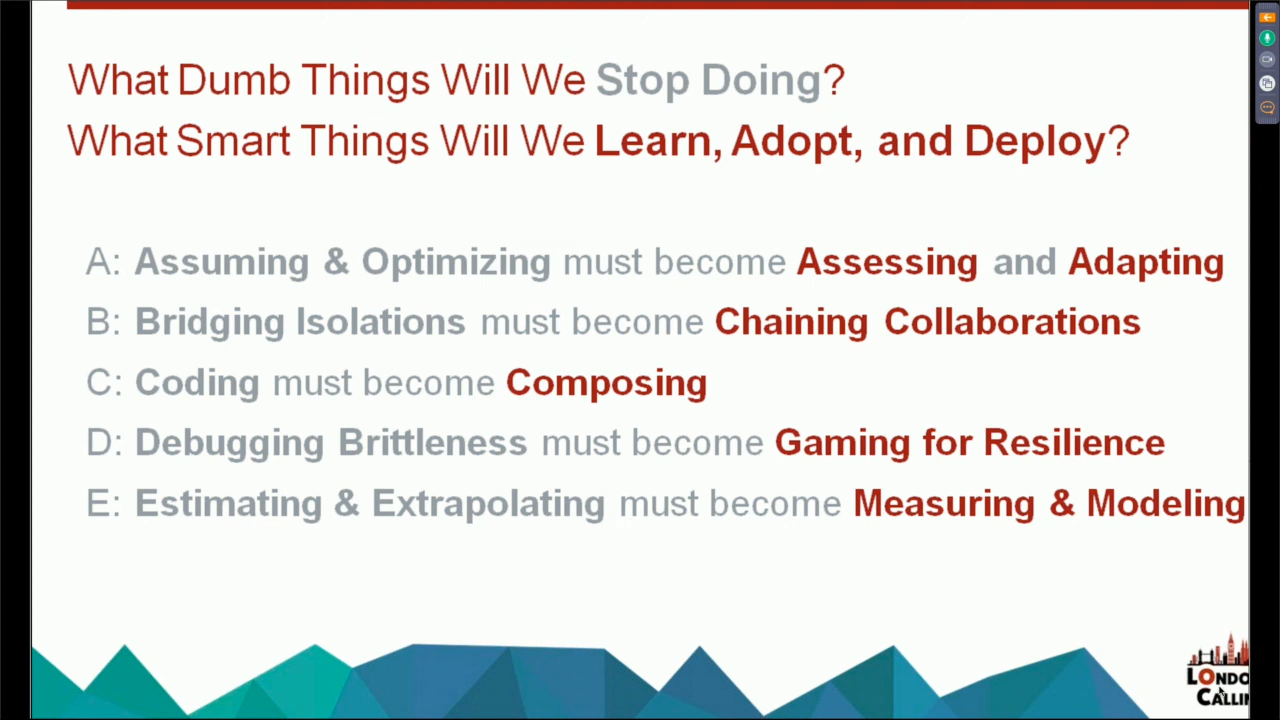 What Dumb Things Will We Stop Doing?
What Smart Things Will We Learn, Adopt, and Deploy?
A: Assuming & Optimizing must become Assessing and Adapting
B: Bridging Isolations must become Chaining Collaborations
C: Coding must become Composing
D: Debugging Brittleness must become Gaming for Resilience
E: Estimating & Extrapolating must become Measuring & Modeling
LONDO
CALLIN